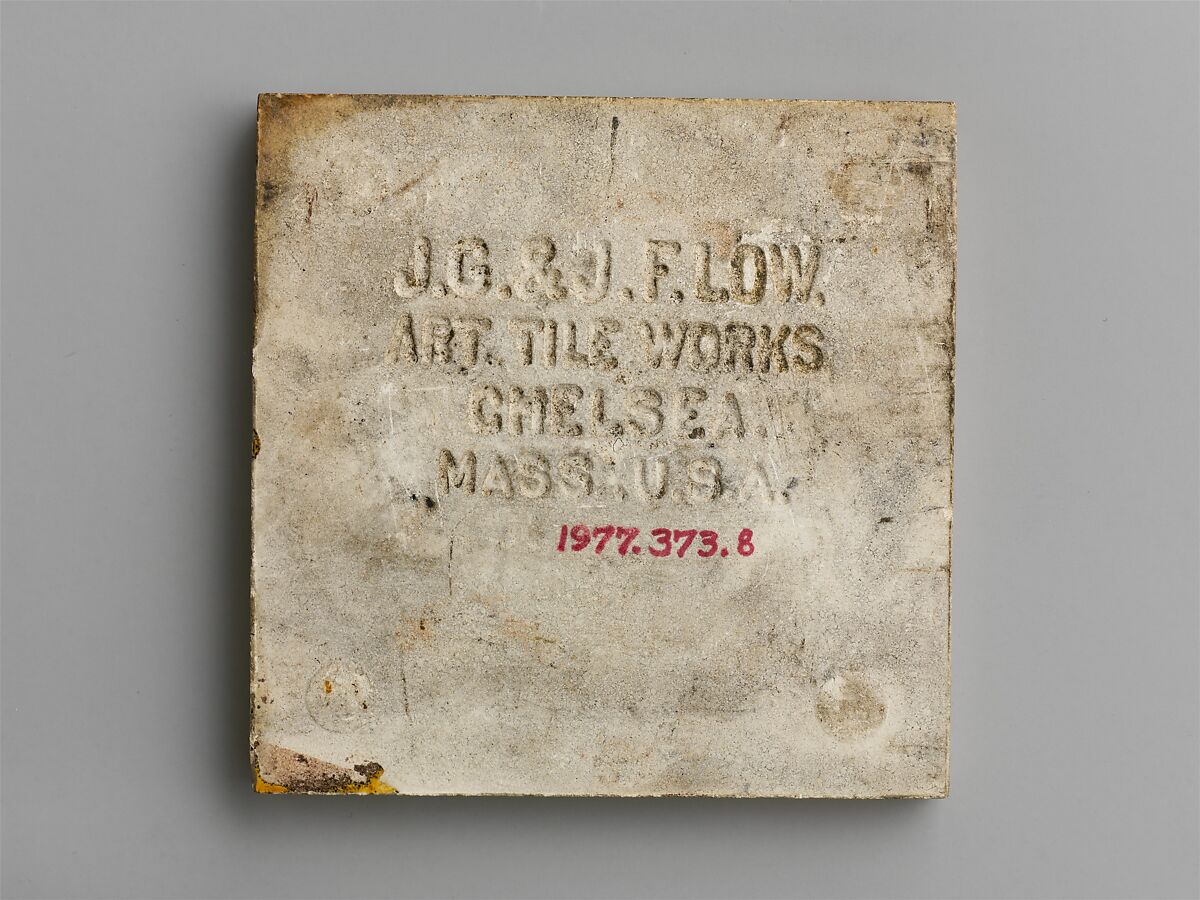 J.G.&J.F.LOW.
ART. TILE WORKS
CHELSEA.
MASS. U.S.A.
1977.373.8